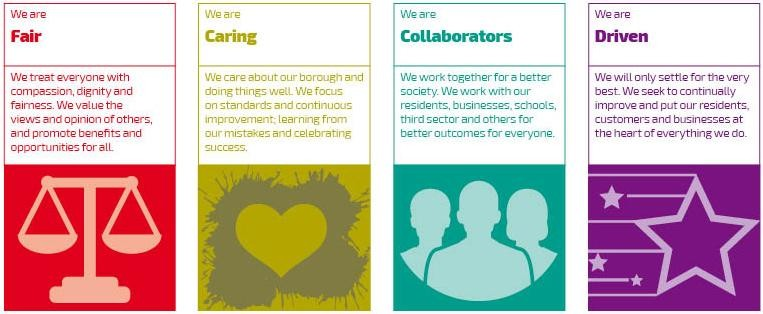 We are
Fair
We treat everyone with
compassion, dignity and
fairness. We value the
views and opinion of others,
and promote benefits and
opportunities for all.
We are
Caring
We care about our borough and
doing things well. We focus
on standards and continuous
improvement; learning from
our mistakes and celebrating
success.
We are
Collaborators
We work together for a better
society. We work with our
residents, businesses, schools,
third sector and others for
better outcomes for everyone.
We are
Driven
We will only settle for the very
best. We seek to continually
improve and put our residents,
customers and businesses at
the heart of everything we do.